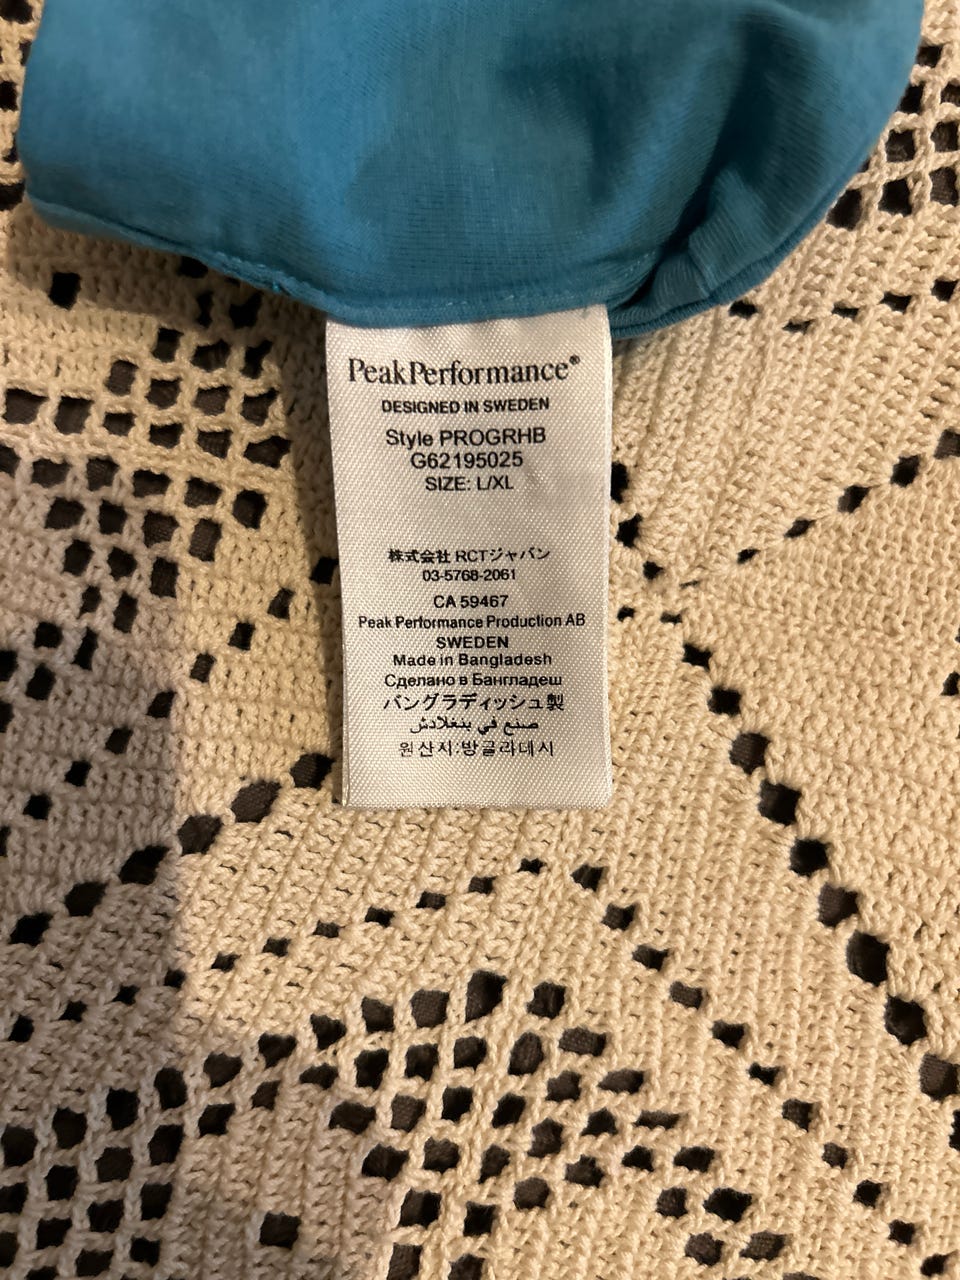 PeakPerformance®
DESIGNED IN SWEDEN
Style PROGRHB
G62195025
SIZE: L/XL
株式会社 RCTジャパン
03-5768-2061
CA 59467
Peak Performance Production AB
SWEDEN
Made in Bangladesh
Сделано в Бангладеш
バングラディッシュ製
صنع في بنغلادش
원산지:방글라데시